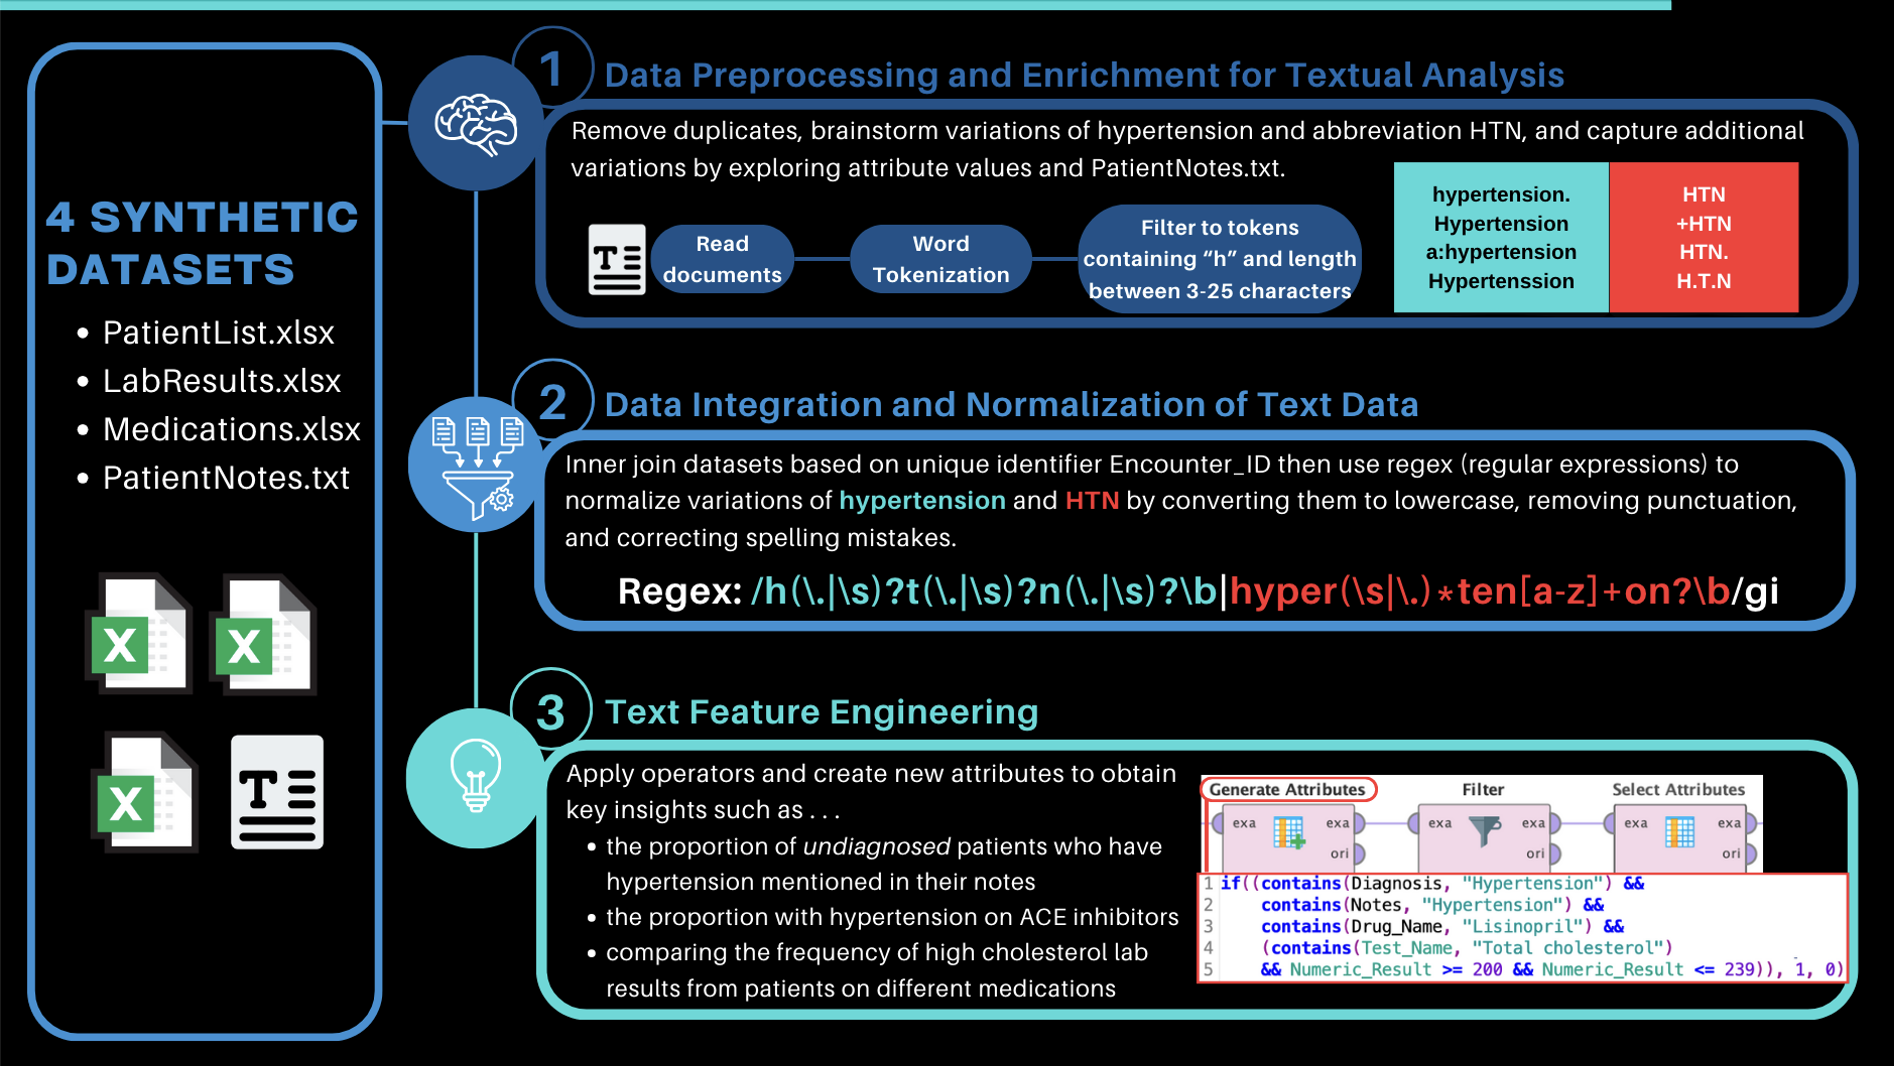 4 SYNTHETIC
DATASETS
• PatientList.xlsx
• LabResults.xlsx
• Medications.xlsx
• PatientNotes.txt
X
X
X
T
1
Data Preprocessing and Enrichment for Textual Analysis
Remove duplicates, brainstorm variations of hypertension and abbreviation HTN, and capture additional
variations by exploring attribute values and PatientNotes.txt.
T
Read
documents
Word
Tokenization
Filter to tokens
containing “h” and length
between 3-25 characters
hypertension.
Hypertension
a:hypertension
Hypertenssion
HTN
+HTN
HTN.
H.T.N
2
Data Integration and Normalization of Text Data
Inner join datasets based on unique identifier Encounter_ID then use regex (regular expressions) to
normalize variations of hypertension and HTN by converting them to lowercase, removing punctuation,
and correcting spelling mistakes.
Regex: /h(\.|\s)?t(\.|\s)?n(\.|\s)?\b|hyper(\s|\.)*ten[a-z]+on?\b/gi
3
Text Feature Engineering
Apply operators and create new attributes to obtain
key insights such as . . .
• the proportion of undiagnosed patients who have
hypertension mentioned in their notes
• the proportion with hypertension on ACE inhibitors
• comparing the frequency of high cholesterol lab
results from patients on different medications
Generate Attributes
exa exa
ori
Filter
exa exa
ori
Select Attributes
exa exa
ori
1 if((contains(Diagnosis, "Hypertension") &&
2 contains(Notes, "Hypertension") &&
3 contains(Drug_Name, "Lisinopril") &&
4 (contains(Test_Name, "Total cholesterol")
5 && Numeric_Result >= 200 && Numeric_Result <= 239)), 1, 0)